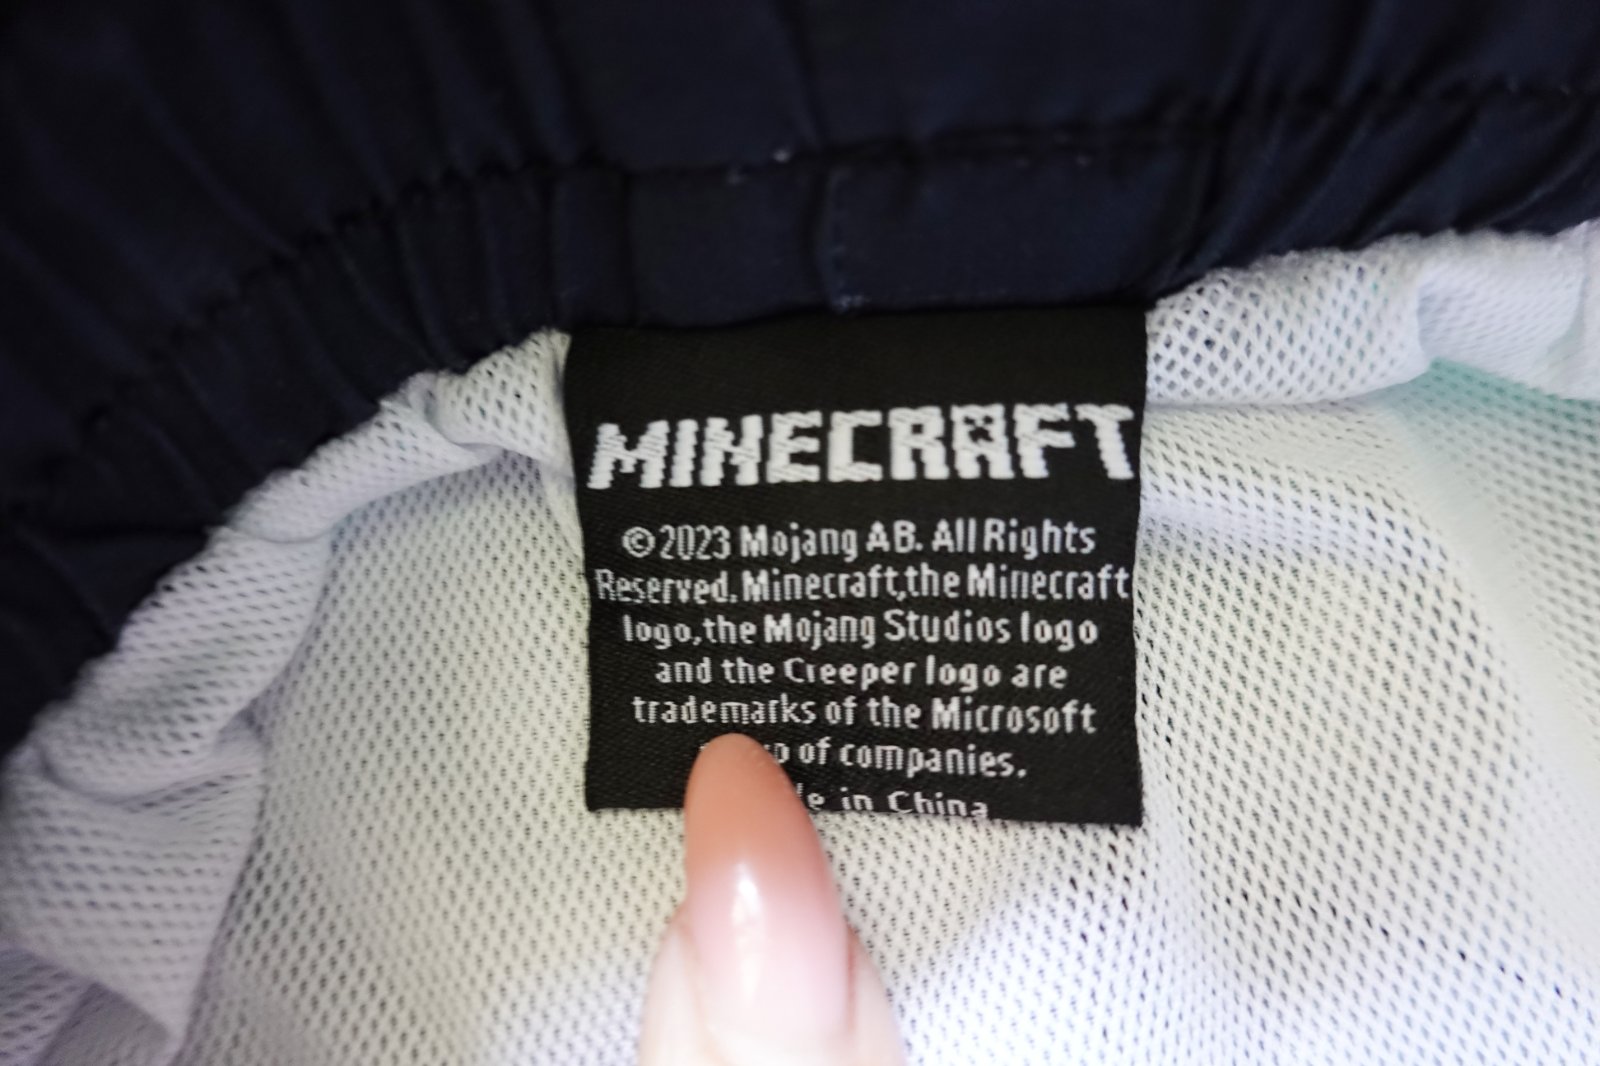 MINECRAFT
©2023 Mojang AB. All Rights
Reserved. Minecraft,the Minecraft
logo,the Mojang Studios logo
and the Creeper logo are
trademarks of the Microsoft
of companies.
in China.